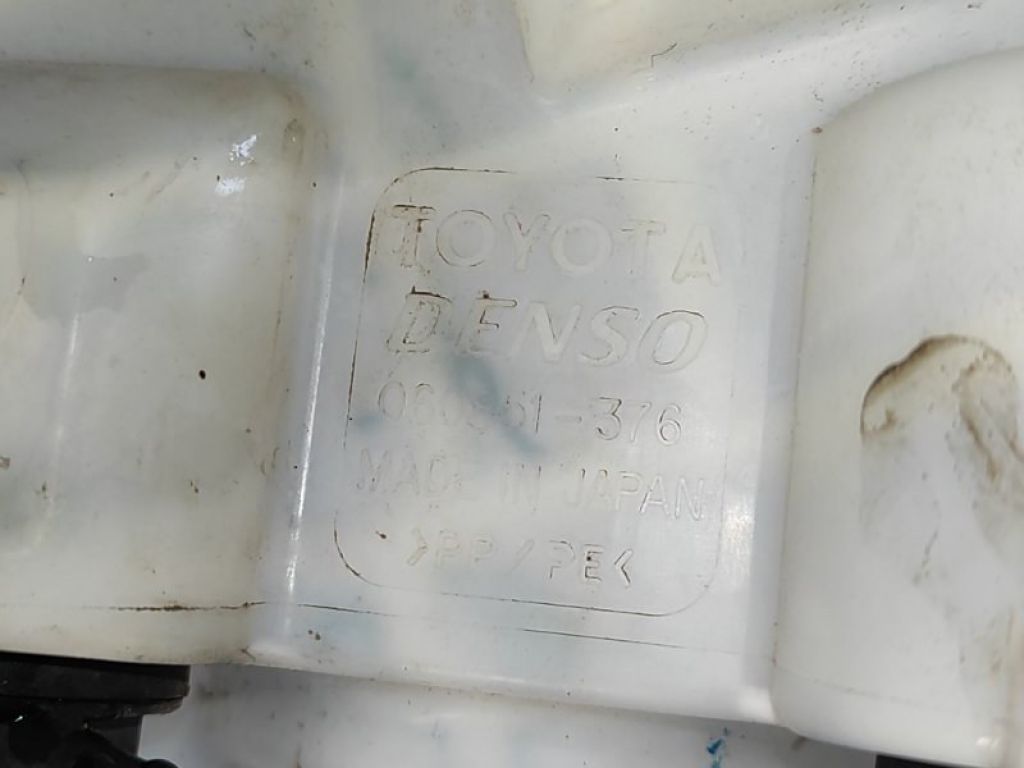 TOYOTA
DENSO
MADE IN JAPAN
>PP/PE<